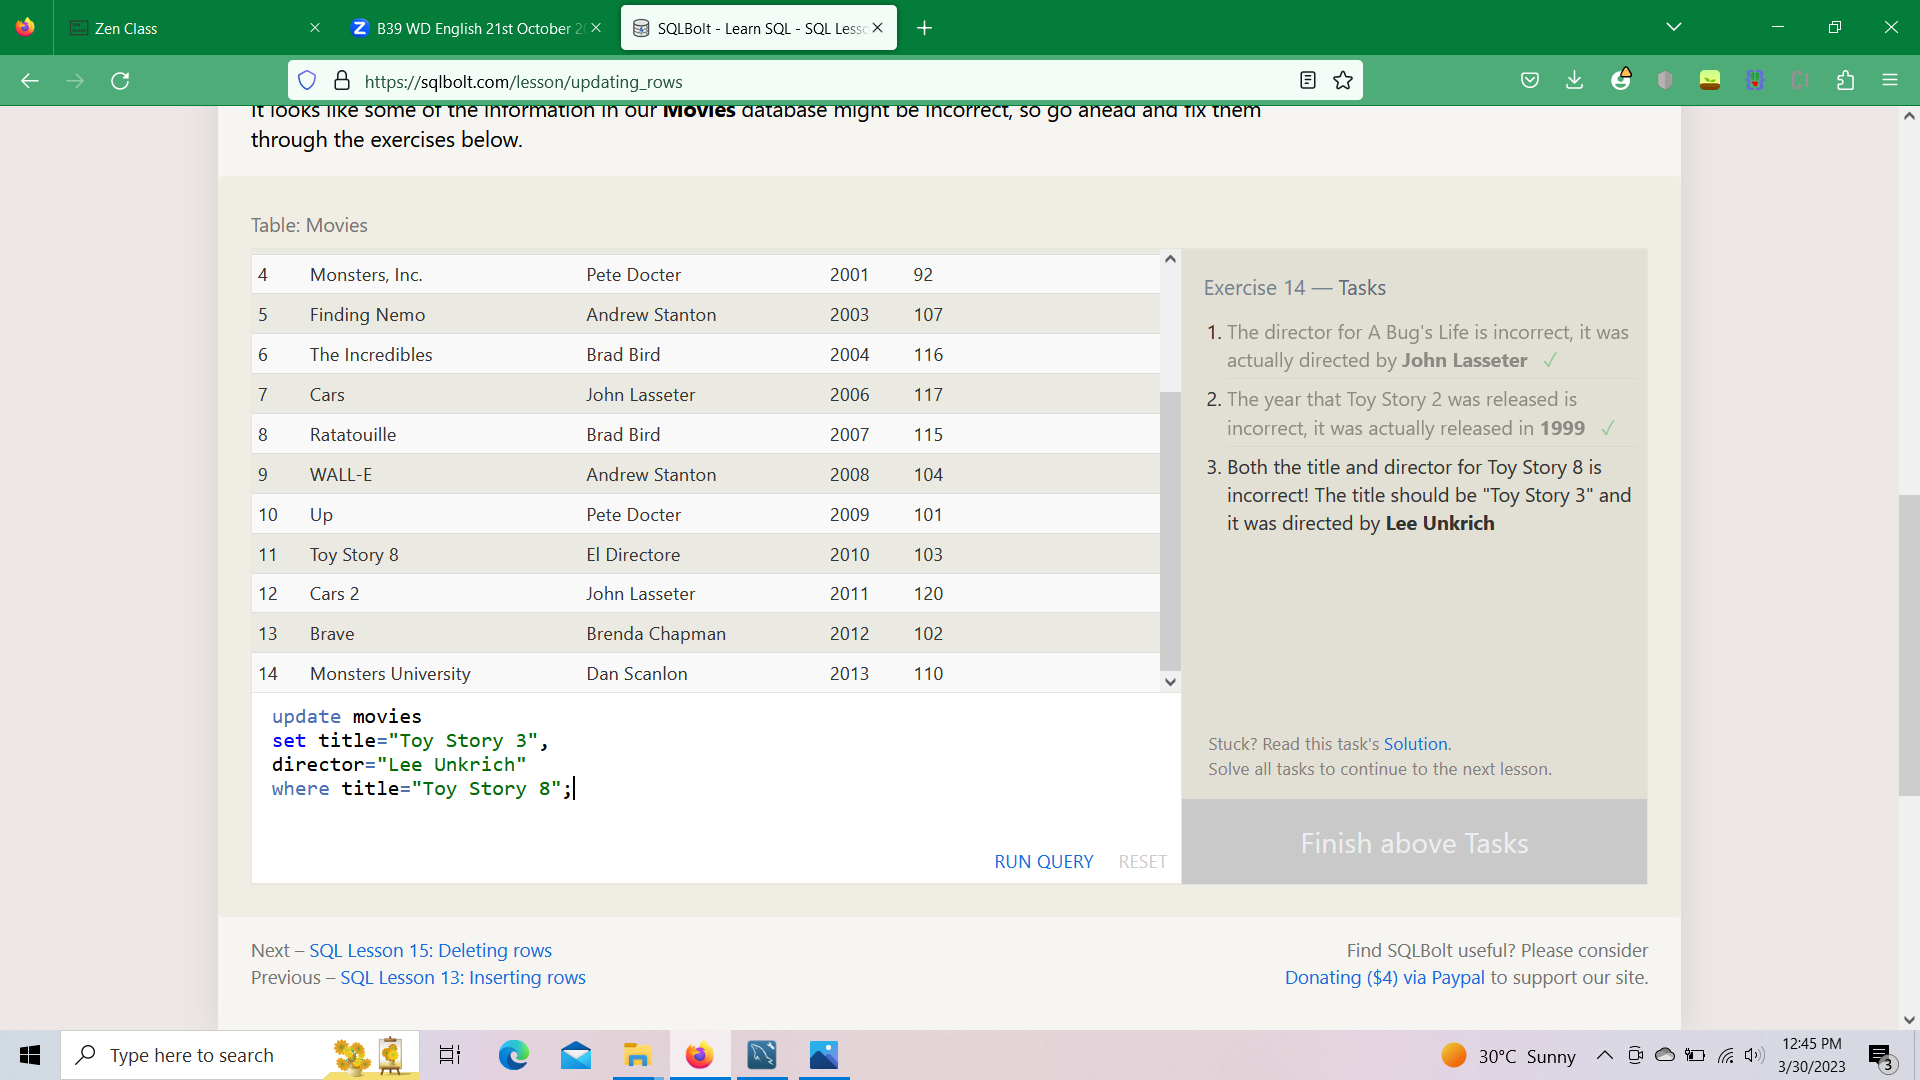 Zen Class
B39 WD English 21st October 20
SQLBolt - Learn SQL - SQL Lesso
https://sqlbolt.com/lesson/updating_rows
It looks like some of the information in our Movies database might be incorrect, so go ahead and fix them
through the exercises below.
Table: Movies
4 Monsters, Inc. Pete Docter 2001 92
5 Finding Nemo Andrew Stanton 2003 107
6 The Incredibles Brad Bird 2004 116
7 Cars John Lasseter 2006 117
8 Ratatouille Brad Bird 2007 115
9 WALL-E Andrew Stanton 2008 104
10 Up Pete Docter 2009 101
11 Toy Story 8 El Directore 2010 103
12 Cars 2 John Lasseter 2011 120
13 Brave Brenda Chapman 2012 102
14 Monsters University Dan Scanlon 2013 110
update movies
set title="Toy Story 3",
director="Lee Unkrich"
where title="Toy Story 8";
RUN QUERY RESET
Exercise 14 — Tasks
1. The director for A Bug's Life is incorrect, it was
actually directed by John Lasseter ✓
2. The year that Toy Story 2 was released is
incorrect, it was actually released in 1999 ✓
3. Both the title and director for Toy Story 8 is
incorrect! The title should be "Toy Story 3" and
it was directed by Lee Unkrich
Stuck? Read this task's Solution.
Solve all tasks to continue to the next lesson.
Finish above Tasks
Next – SQL Lesson 15: Deleting rows
Previous – SQL Lesson 13: Inserting rows
Find SQLBolt useful? Please consider
Donating ($4) via Paypal to support our site.
Type here to search
30°C Sunny
12:45 PM
3/30/2023
3